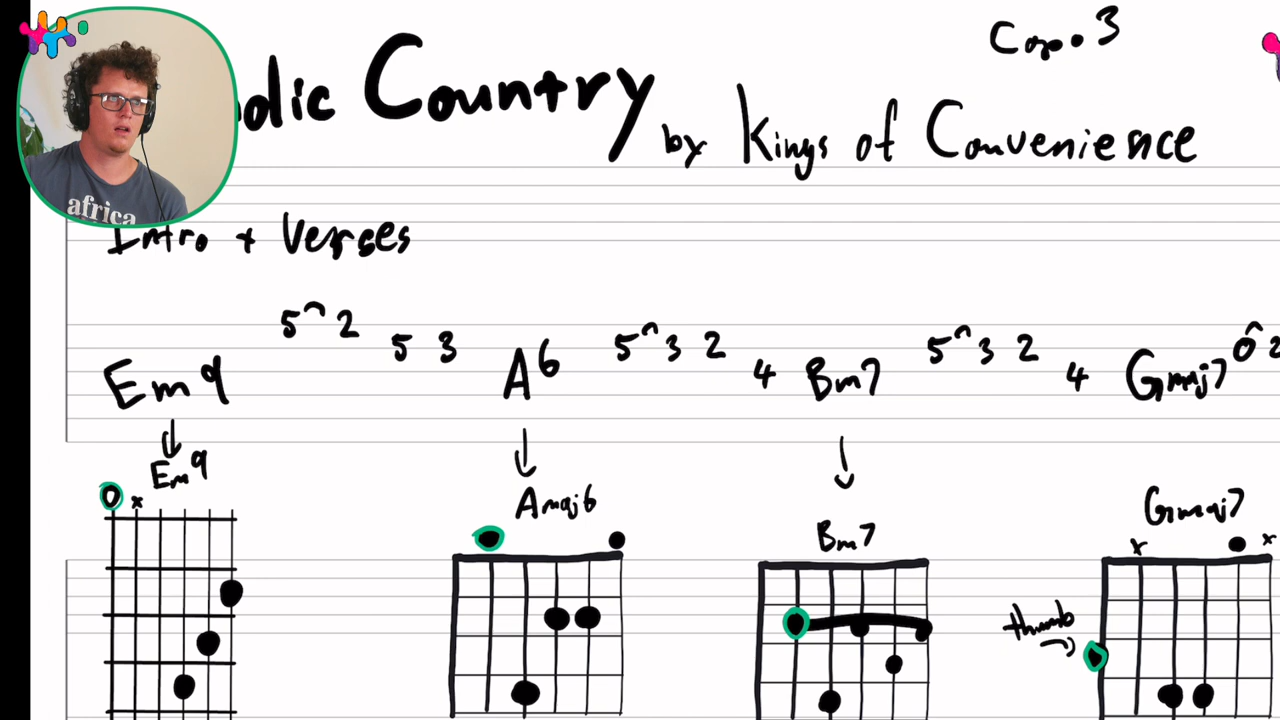 Capo. 3
Country
by Kings of Convenience
africa
Intro + Verses
5 2 5 3 5 3 2 4 5 3 2 4 0 2
Em9 A6 Bm7 Gmaj7
Em9 Amaj6 Bm7 Gmaj7
O x
x x
thumb